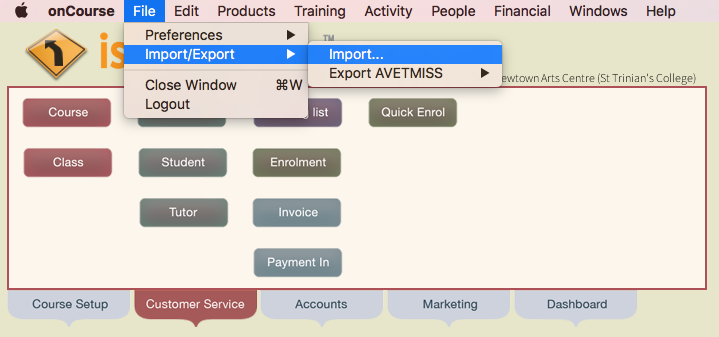 onCourse File Edit Products Training Activity People Financial Windows Help
Preferences
Import/Export
Close Window ⌘W
Logout
Import...
Export AVETMISS
is
TM
ewtown Arts Centre (St Trinian's College)
Course
list
Quick Enrol
Class
Student
Enrolment
Tutor
Invoice
Payment In
Course Setup
Customer Service
Accounts
Marketing
Dashboard